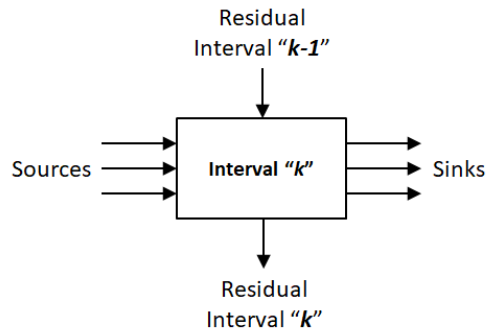 Residual
Interval “k-1”
Sources
Interval “k”
Sinks
Residual
Interval “k”